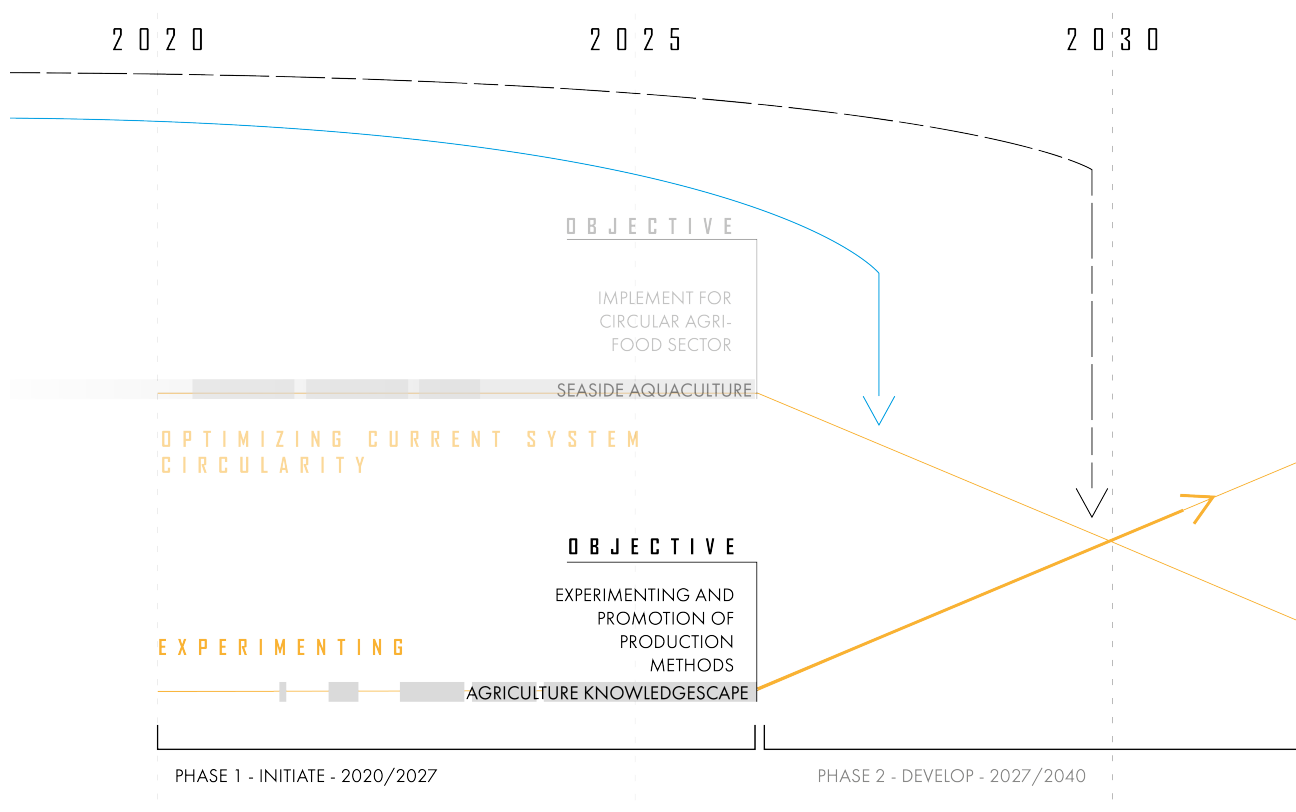 2020
2025
2030
OBJECTIVE
IMPLEMENT FOR
CIRCULAR AGRI-
FOOD SECTOR
SEASIDE AQUACULTURE
OPTIMIZING CURRENT SYSTEM
CIRCULARITY
OBJECTIVE
EXPERIMENTING AND
PROMOTION OF
PRODUCTION
METHODS
EXPERIMENTING
AGRICULTURE KNOWLEDGESCAPE
PHASE 1 - INITIATE - 2020/2027
PHASE 2 - DEVELOP - 2027/2040